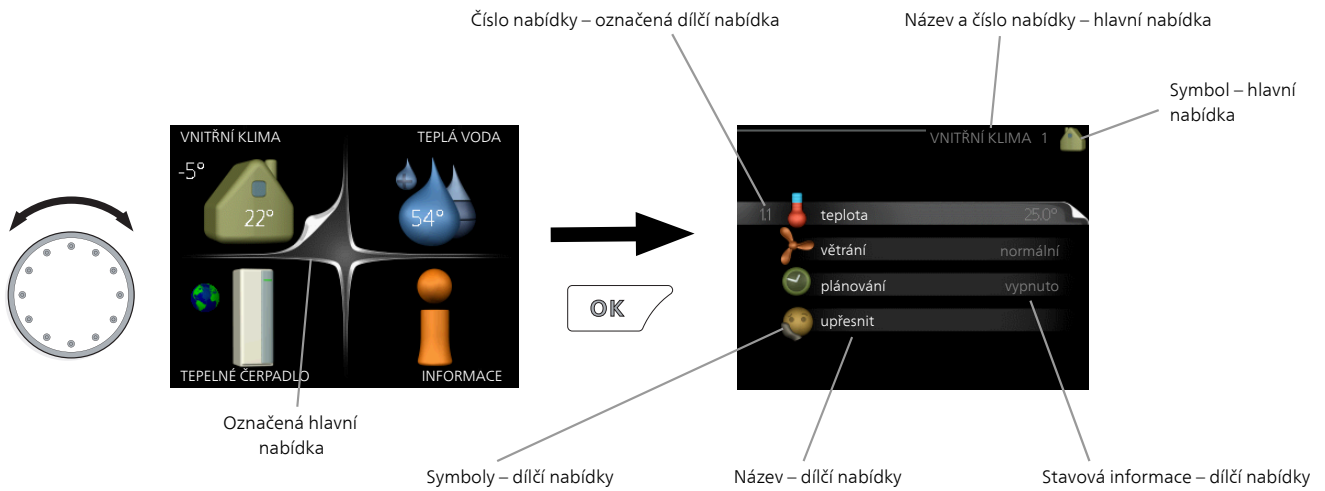 Číslo nabídky – označená dílčí nabídka
Název a číslo nabídky – hlavní nabídka
Symbol – hlavní
nabídka
VNITŘNÍ KLIMA
TEPLÁ VODA
-5°
22°
54°
TEPELNÉ ČERPADLO
INFORMACE
OK
VNITŘNÍ KLIMA 1
1.1 teplota 25.0°
větrání normální
plánování vypnuto
upřesnit
Označená hlavní
nabídka
Symboly – dílčí nabídky
Název – dílčí nabídky
Stavová informace – dílčí nabídky